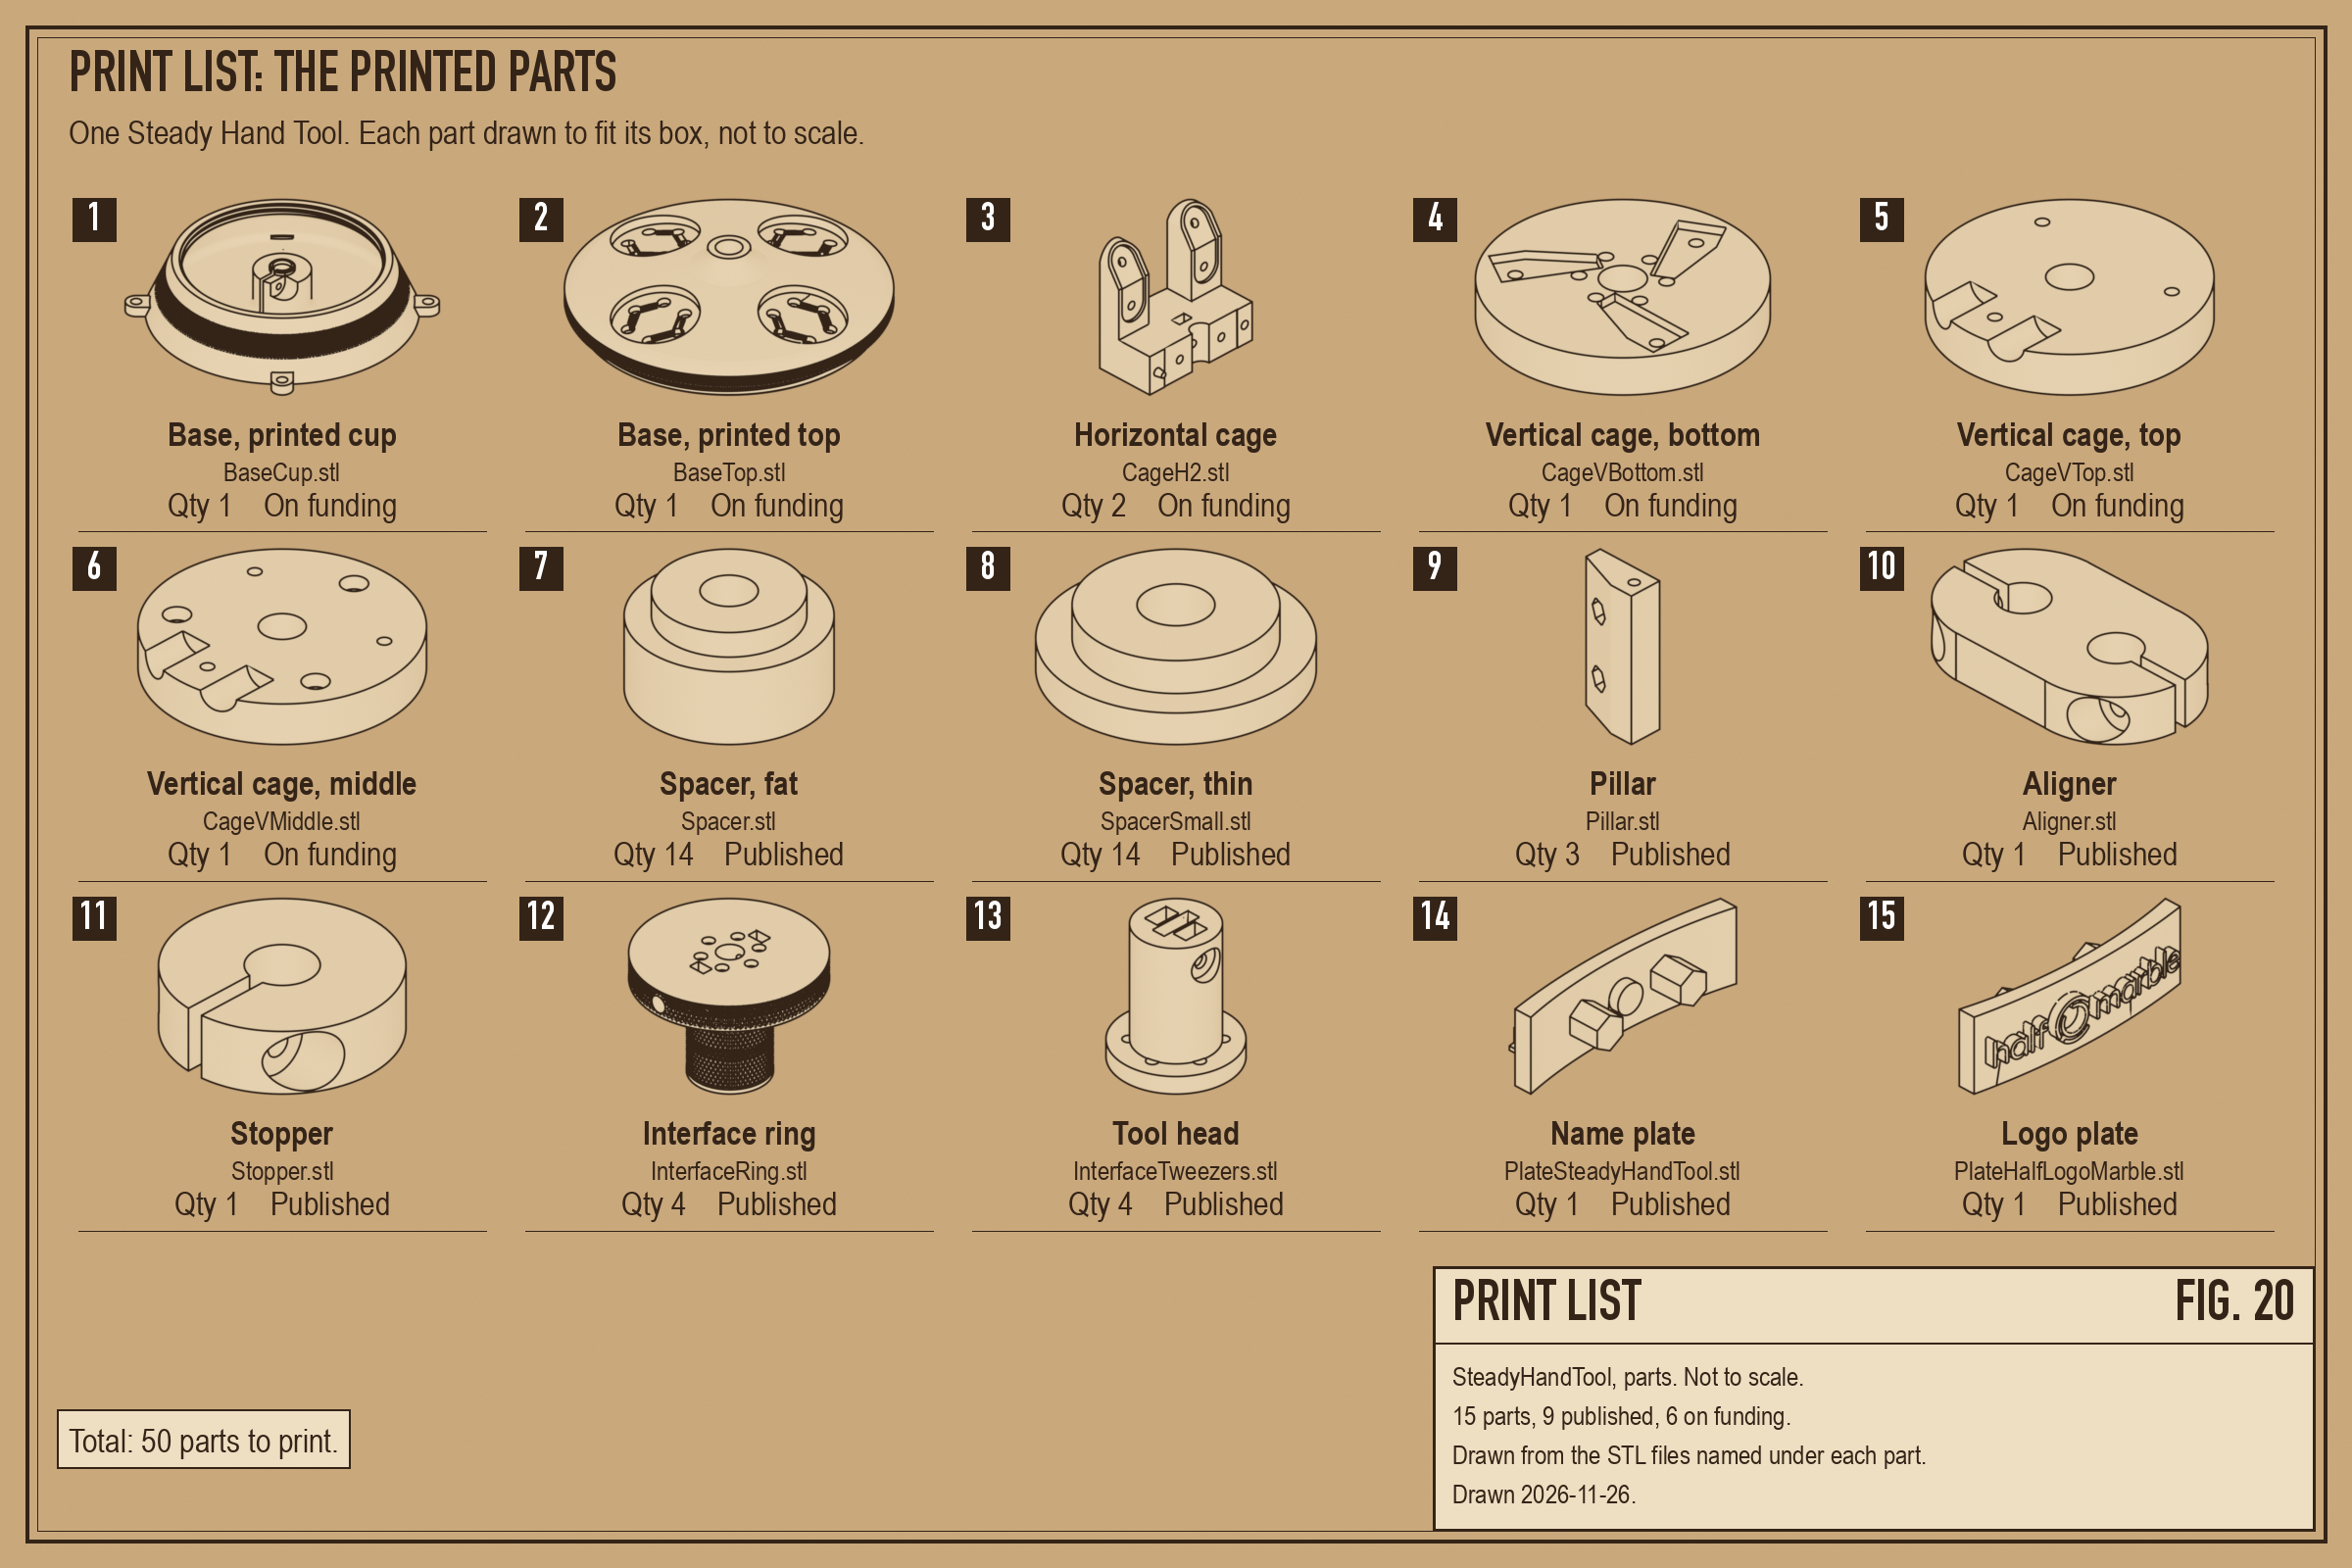 PRINT LIST: THE PRINTED PARTS
One Steady Hand Tool. Each part drawn to fit its box, not to scale.
1
Base, printed cup
BaseCup.stl
Qty 1 On funding
2
Base, printed top
BaseTop.stl
Qty 1 On funding
3
Horizontal cage
CageH2.stl
Qty 2 On funding
4
Vertical cage, bottom
CageVBottom.stl
Qty 1 On funding
5
Vertical cage, top
CageVTop.stl
Qty 1 On funding
6
Vertical cage, middle
CageVMiddle.stl
Qty 1 On funding
7
Spacer, fat
Spacer.stl
Qty 14 Published
8
Spacer, thin
SpacerSmall.stl
Qty 14 Published
9
Pillar
Pillar.stl
Qty 3 Published
10
Aligner
Aligner.stl
Qty 1 Published
11
Stopper
Stopper.stl
Qty 1 Published
12
Interface ring
InterfaceRing.stl
Qty 4 Published
13
Tool head
InterfaceTweezers.stl
Qty 4 Published
14
Name plate
PlateSteadyHandTool.stl
Qty 1 Published
15
half marble
Logo plate
PlateHalfLogoMarble.stl
Qty 1 Published
Total: 50 parts to print.
PRINT LIST FIG. 20
SteadyHandTool, parts. Not to scale.
15 parts, 9 published, 6 on funding.
Drawn from the STL files named under each part.
Drawn 2026-11-26.